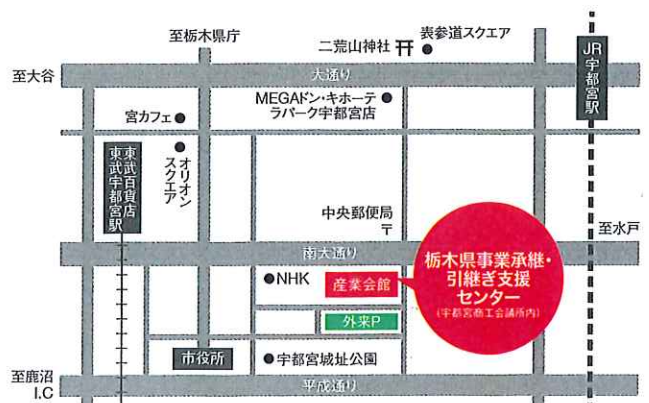 至栃木県庁
二荒山神社
表参道スクエア
JR宇都宮駅
至大谷
大通り
MEGAドン・キホーテ
ラパーク宇都宮店
宮カフェ
オリオン
スクエア
東武百貨店
東武宇都宮駅
中央郵便局
〒
至水戸
南大通り
NHK
産業会館
栃木県事業承継・
引継ぎ支援
センター
(宇都宮商工会議所内)
外来P
市役所
宇都宮城址公園
至鹿沼
I.C
平成通り